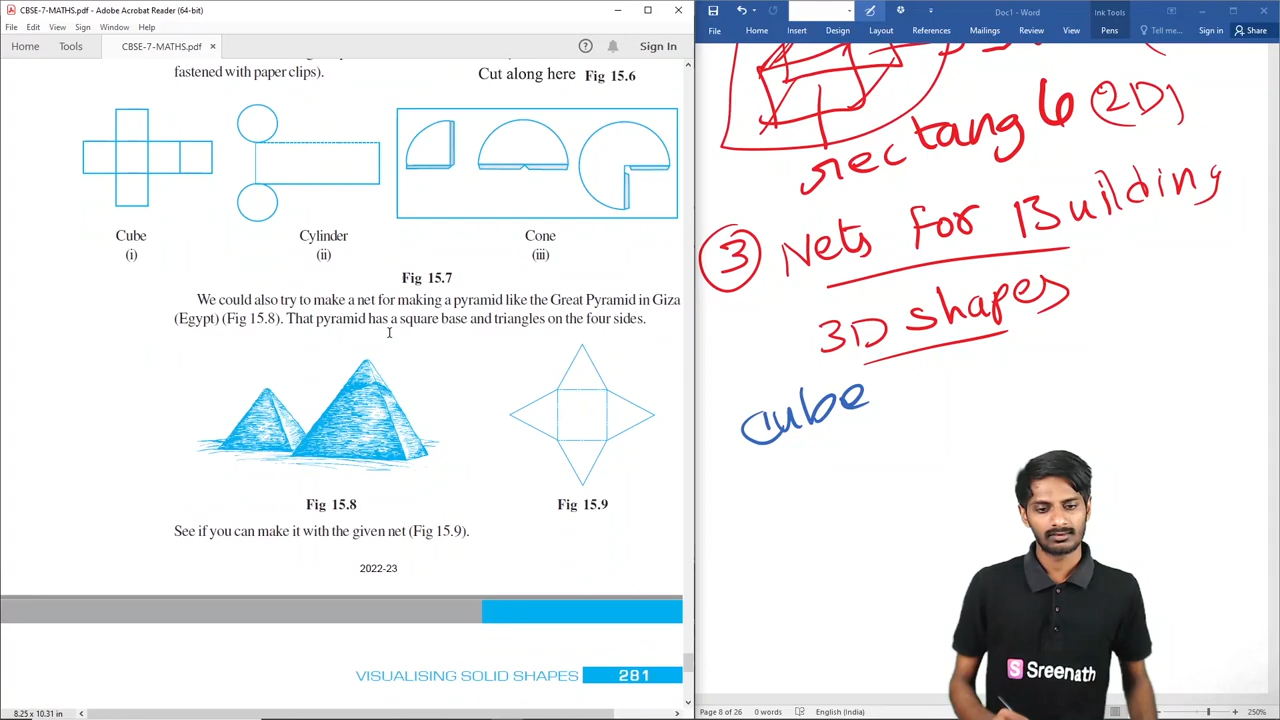 CBSE-7-MATHS.pdf - Adobe Acrobat Reader (64-bit)
File Edit View Sign Window Help
Home Tools CBSE-7-MATHS.pdf × Sign In
fastened with paper clips).
Cut along here Fig 15.6
Cube Cylinder Cone
(i) (ii) (iii)
Fig 15.7
We could also try to make a net for making a pyramid like the Great Pyramid in Giza
(Egypt) (Fig 15.8). That pyramid has a square base and triangles on the four sides.
Fig 15.8 Fig 15.9
See if you can make it with the given net (Fig 15.9).
2022-23
VISUALISING SOLID SHAPES 281
8.25 x 10.31 in
Doc1 - Word Ink Tools
File Home Insert Design Layout References Mailings Review View Pens Tell me... Sign in Share
rectang 6 (2D)
3 Nets for Building
3D shapes
cube
S Sreenath
Page 8 of 26 0 words English (India) 250%